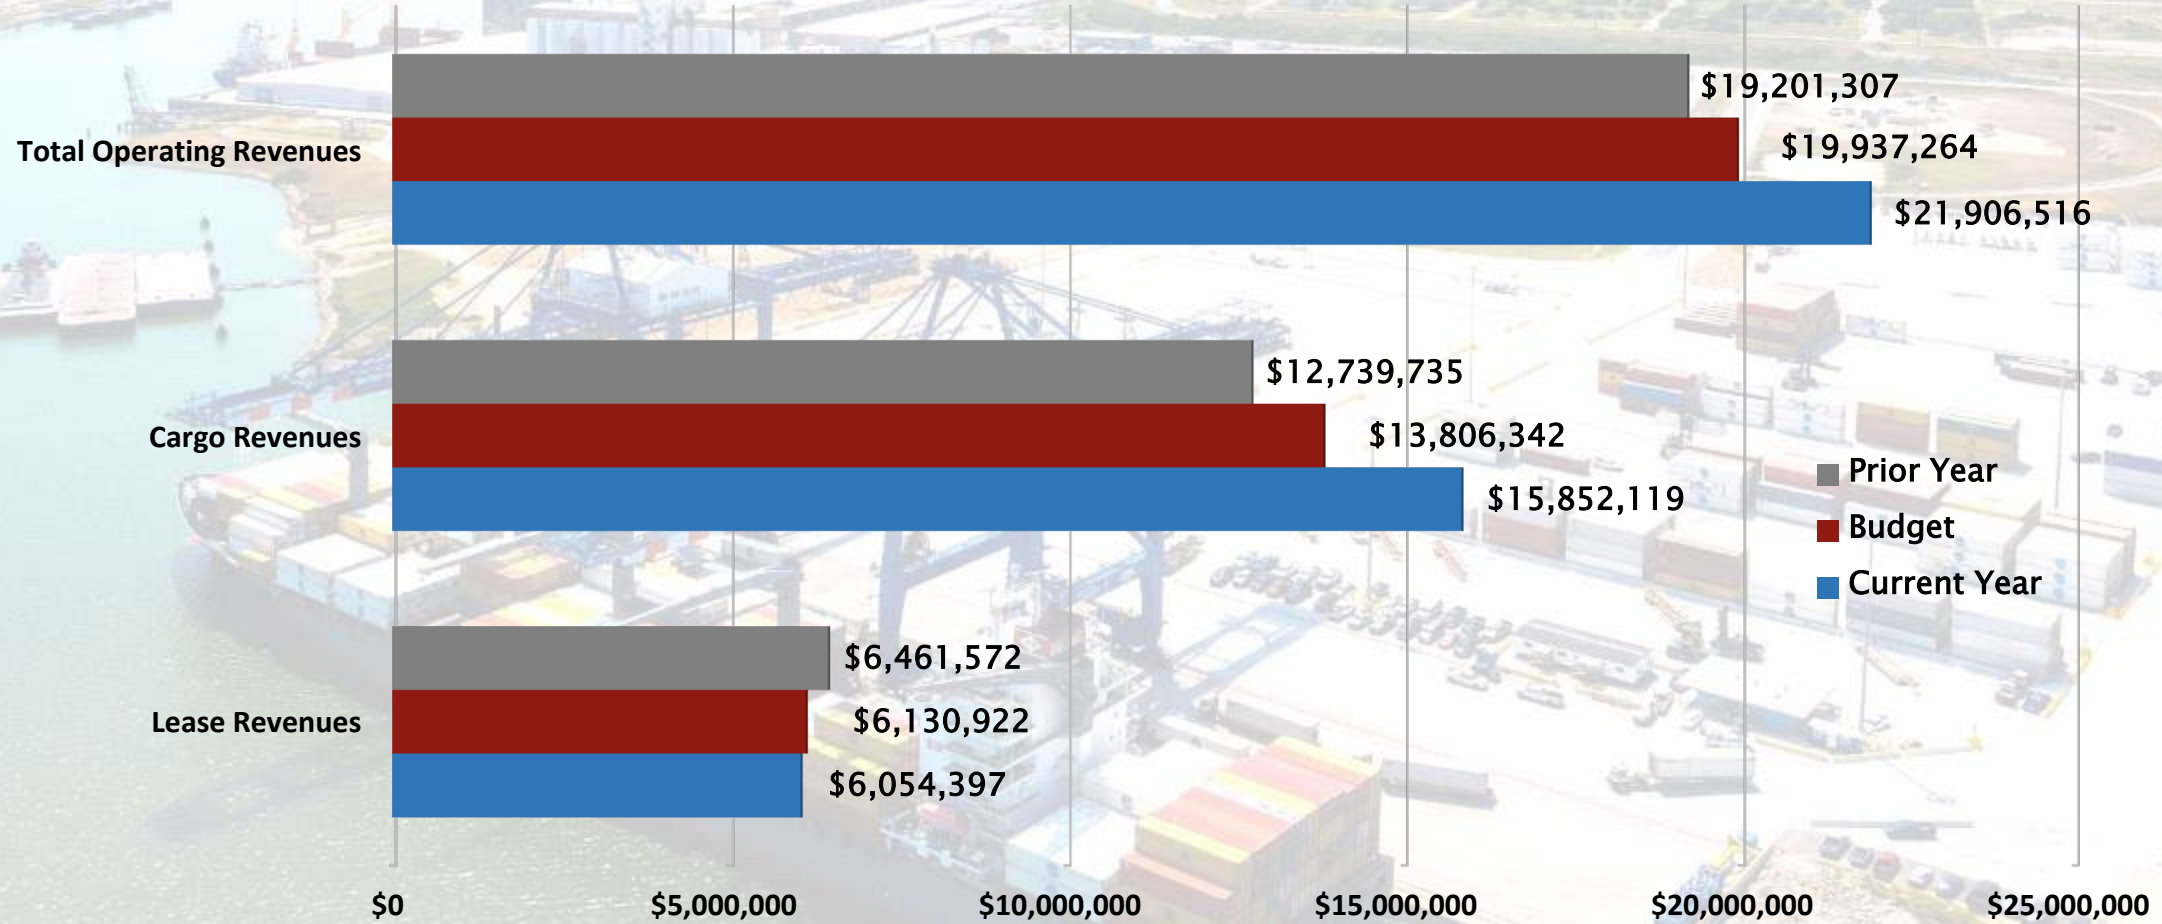 $19,201,307
Total Operating Revenues
$19,937,264
$21,906,516
$12,739,735
Cargo Revenues
$13,806,342
$15,852,119
Prior Year
Budget
Current Year
$6,461,572
Lease Revenues
$6,130,922
$6,054,397
$0 $5,000,000 $10,000,000 $15,000,000 $20,000,000 $25,000,000